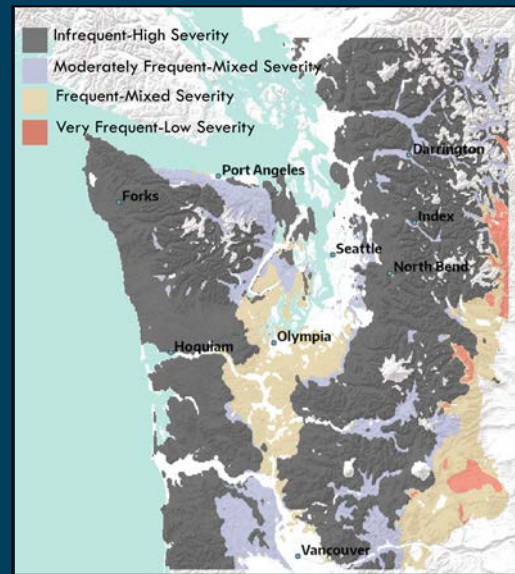 Infrequent-High Severity
Moderately Frequent-Mixed Severity
Frequent-Mixed Severity
Very Frequent-Low Severity
Darrington
Port Angeles
Forks
Index
Seattle
North Bend
Olympia
Hoquiam
Vancouver